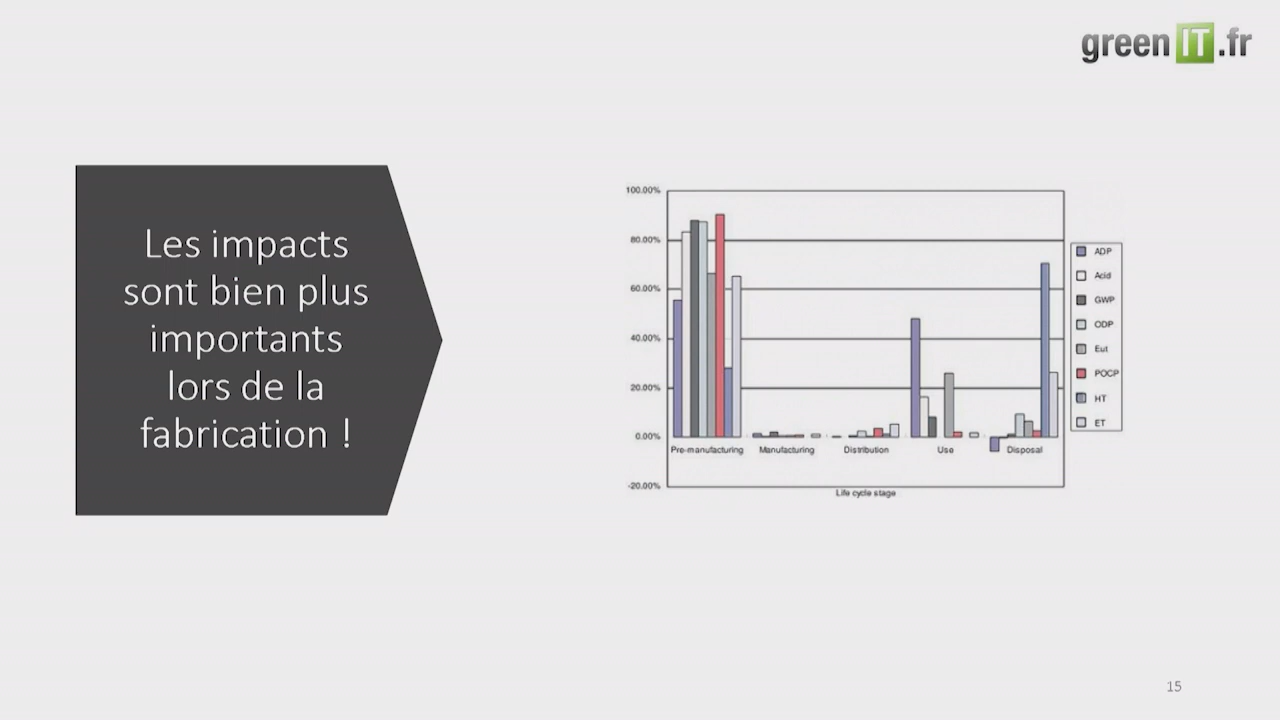 green IT .fr
Les impacts
sont bien plus
importants
lors de la
fabrication !
100.00%
80.00%
60.00%
40.00%
20.00%
0.00%
-20.00%
Pre-manufacturing Manufacturing Distribution Use Disposal
Life cycle stage
ADP
Acid
GWP
ODP
Eut
POCP
HT
ET
15